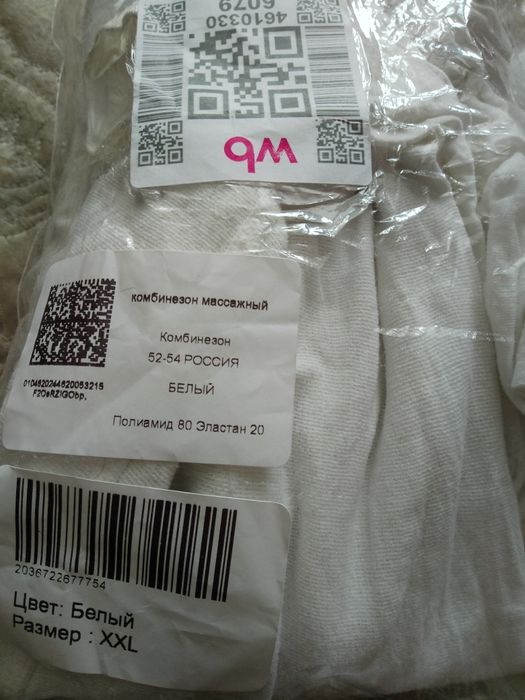 4610330
6079
wb
комбинезон массажный
Комбинезон
52-54 РОССИЯ
БЕЛЫЙ
Полиамид 80 Эластан 20
0104620244620053215
2036722677754
Цвет: Белый
Размер : XXL